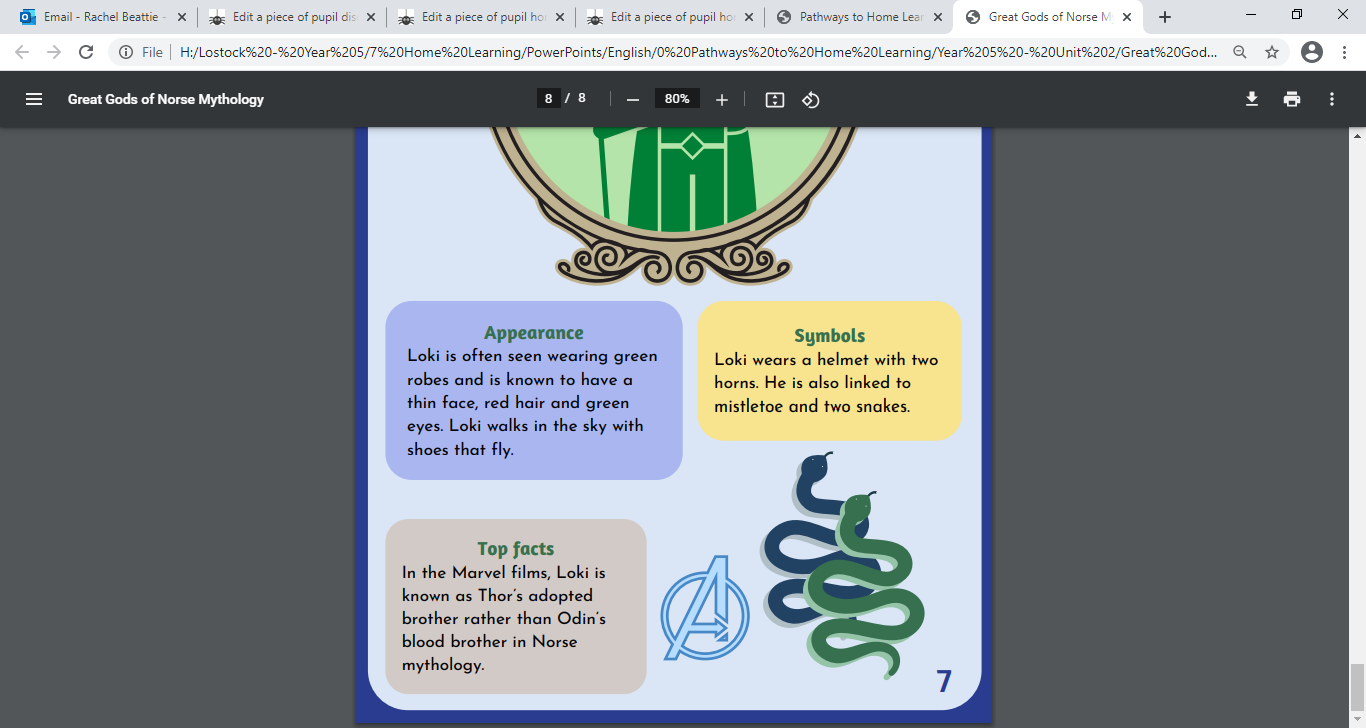 Email - Rachel Beattie -
Edit a piece of pupil dis
Edit a piece of pupil ho
Edit a piece of pupil ho
Pathways to Home Lear
Great Gods of Norse M
File
H:/Lostock%20-%20Year%205/7%20Home%20Learning/PowerPoints/English/0%20Pathways%20to%20Home%20Learning/Year%205%20-%20Unit%202/Great%20God...
Great Gods of Norse Mythology
8 / 8
80%
Appearance
Loki is often seen wearing green
robes and is known to have a
thin face, red hair and green
eyes. Loki walks in the sky with
shoes that fly.
Symbols
Loki wears a helmet with two
horns. He is also linked to
mistletoe and two snakes.
Top facts
In the Marvel films, Loki is
known as Thor's adopted
brother rather than Odin's
blood brother in Norse
mythology.
A
7